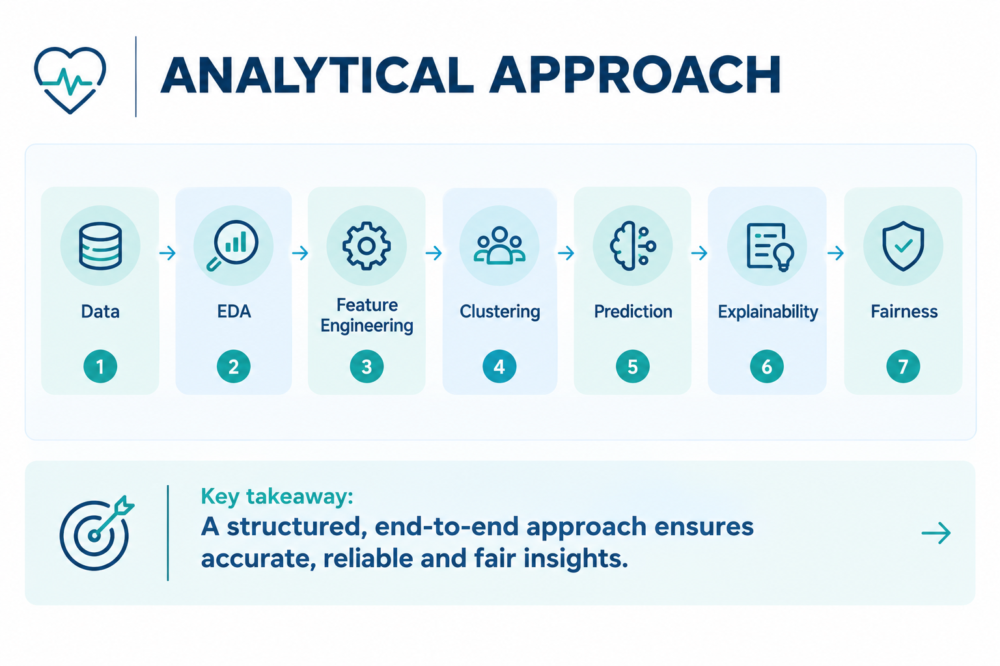 ANALYTICAL APPROACH
Data
EDA
Feature
Engineering
Clustering
Prediction
Explainability
Fairness
1
2
3
4
5
6
7
Key takeaway:
A structured, end-to-end approach ensures
accurate, reliable and fair insights.